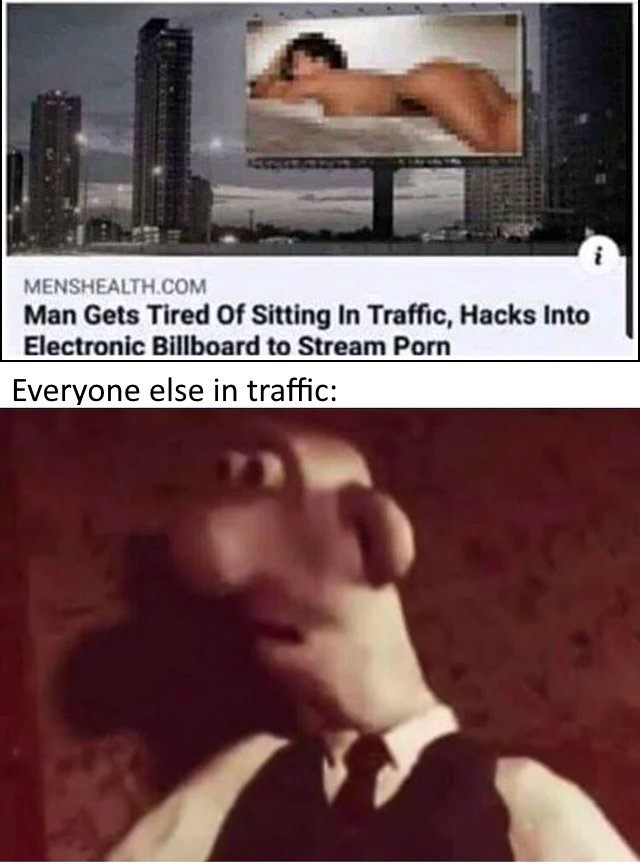 i
MENSHEALTH.COM
Man Gets Tired Of Sitting In Traffic, Hacks Into
Electronic Billboard to Stream Porn
Everyone else in traffic: